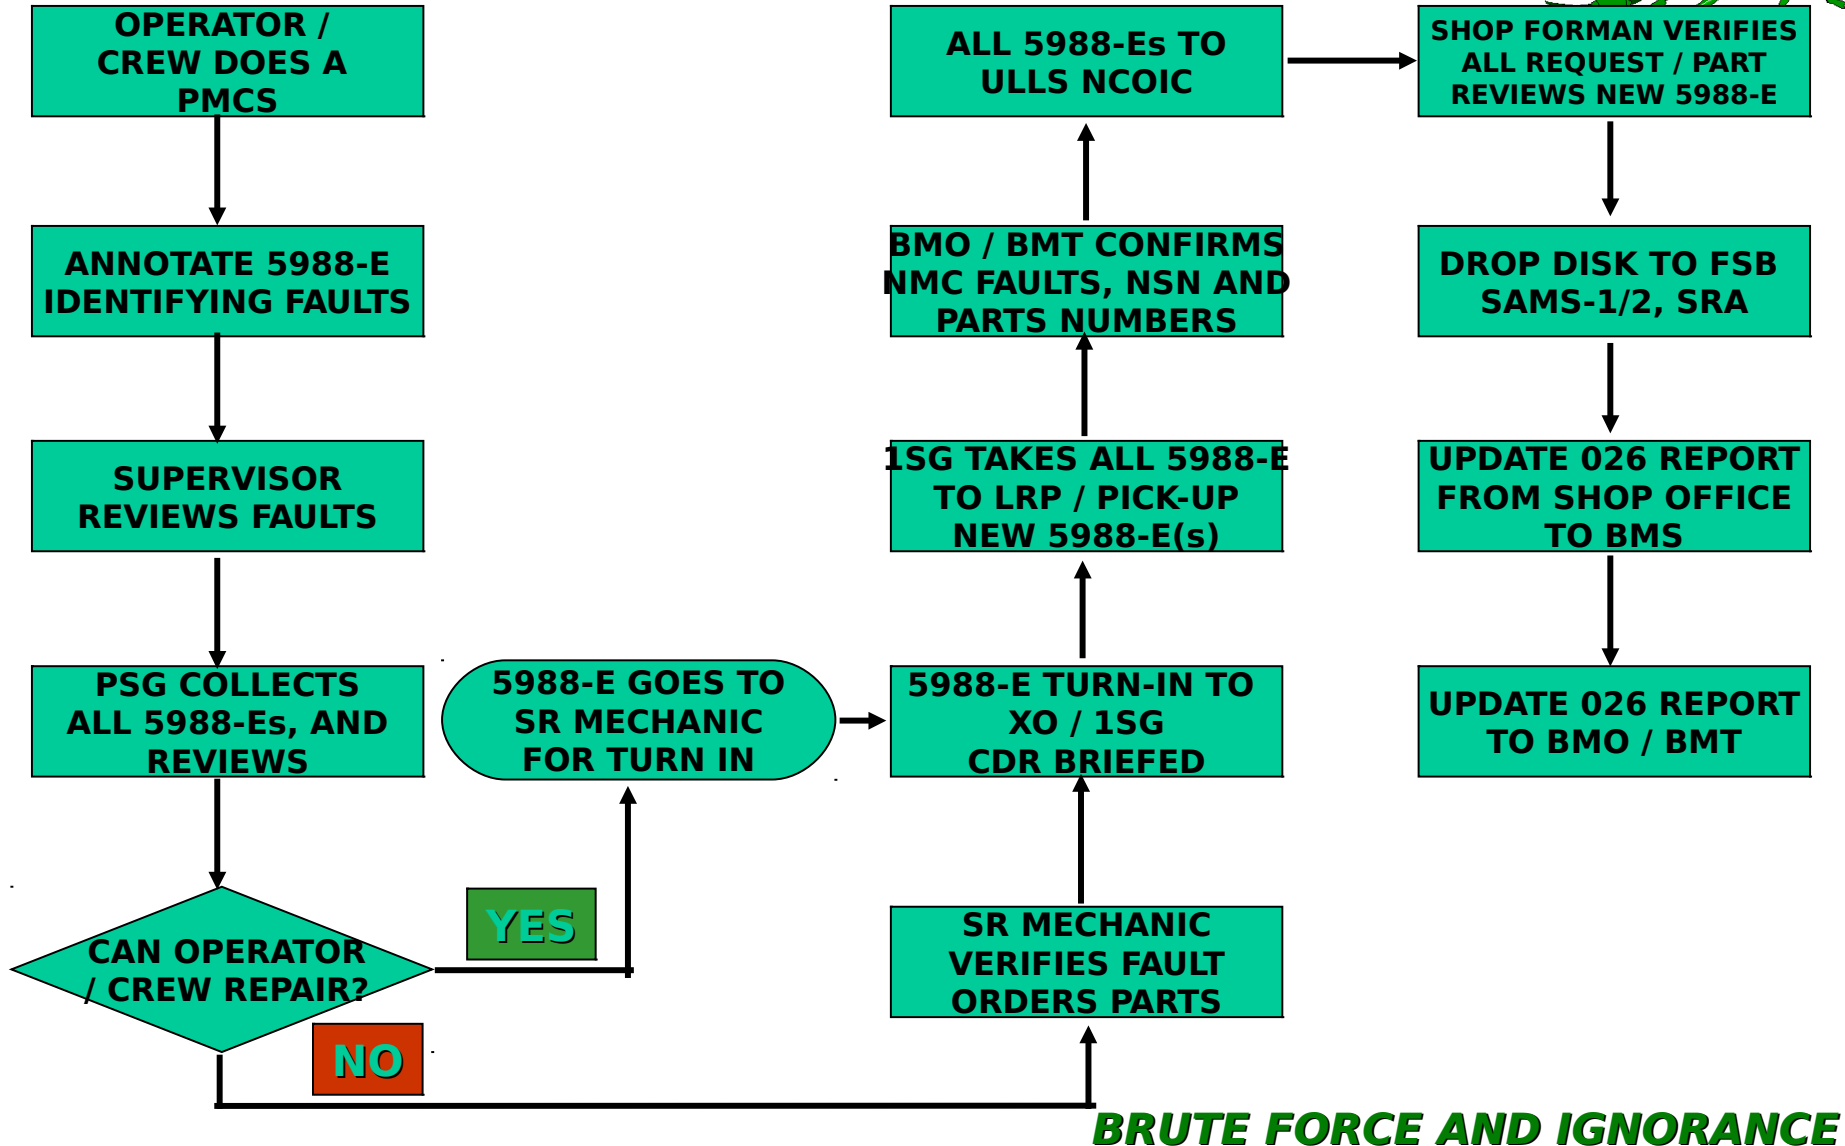 OPERATOR /
CREW DOES A
PMCS
ANNOTATE 5988-E
IDENTIFYING FAULTS
SUPERVISOR
REVIEWS FAULTS
PSG COLLECTS
ALL 5988-Es, AND
REVIEWS
CAN OPERATOR
/ CREW REPAIR?
YES
NO
5988-E GOES TO
SR MECHANIC
FOR TURN IN
SR MECHANIC
VERIFIES FAULT
ORDERS PARTS
5988-E TURN-IN TO
XO / 1SG
CDR BRIEFED
1SG TAKES ALL 5988-E
TO LRP / PICK-UP
NEW 5988-E(s)
BMO / BMT CONFIRMS
NMC FAULTS, NSN AND
PARTS NUMBERS
ALL 5988-Es TO
ULLS NCOIC
SHOP FORMAN VERIFIES
ALL REQUEST / PART
REVIEWS NEW 5988-E
DROP DISK TO FSB
SAMS-1/2, SRA
UPDATE 026 REPORT
FROM SHOP OFFICE
TO BMS
UPDATE 026 REPORT
TO BMO / BMT
BRUTE FORCE AND IGNORANCE